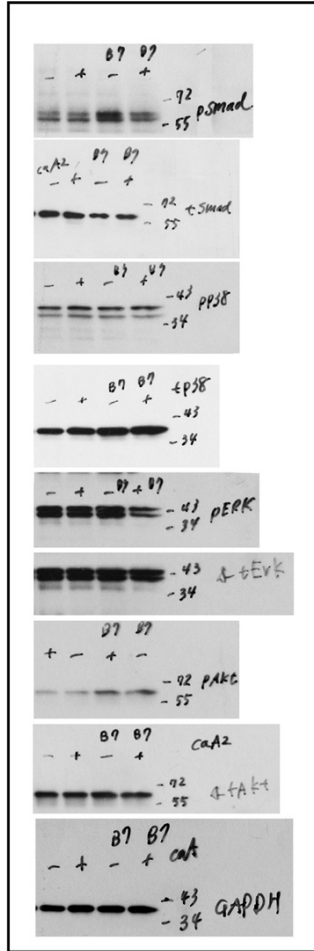 B7 B7
- + - +
- 72
- 55
pSmad
caA2 B7 B7
- + - +
- 72
- 55
tSmad
B7 B7
- + - +
- 43
- 34
pP38
B7 B7
- + - +
tp38
- 43
- 34
B7 B7
- + - +
- 43
- 34
pERK
- 43
- 34
tErk
B7 B7
+ - + -
- 72
- 55
pAkt
B7 B7
- + - +
caA2
- 72
- 55
tAkt
B7 B7
- + - +
caA
- 43
- 34
GAPDH